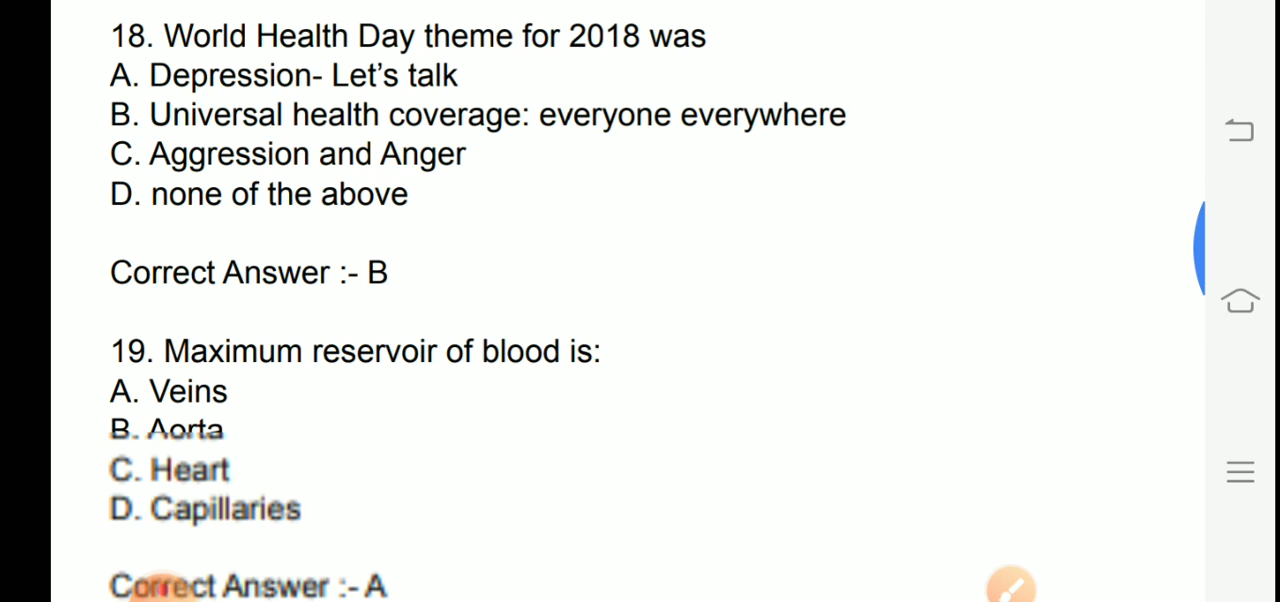 18. World Health Day theme for 2018 was
A. Depression- Let's talk
B. Universal health coverage: everyone everywhere
C. Aggression and Anger
D. none of the above
Correct Answer :- B
19. Maximum reservoir of blood is:
A. Veins
B. Aorta
C. Heart
D. Capillaries
Correct Answer :- A